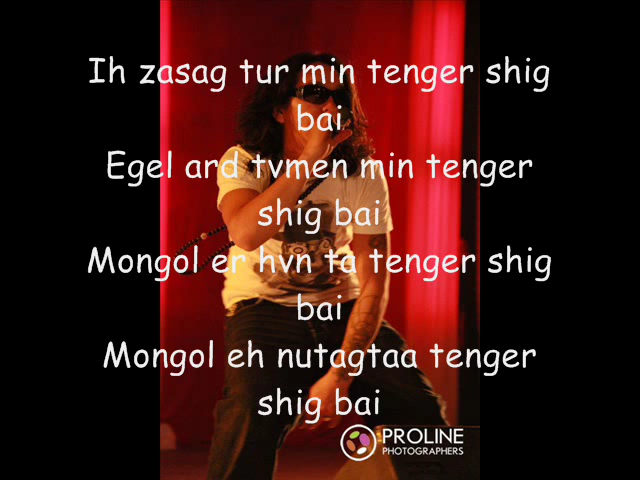 Ih zasag tur min tenger shig
bai
Egel ard tvmen min tenger
shig bai
Mongol er hvn ta tenger shig
bai
Mongol eh nutagtaa tenger
shig bai
PROLINE
PHOTOGRAPHERS